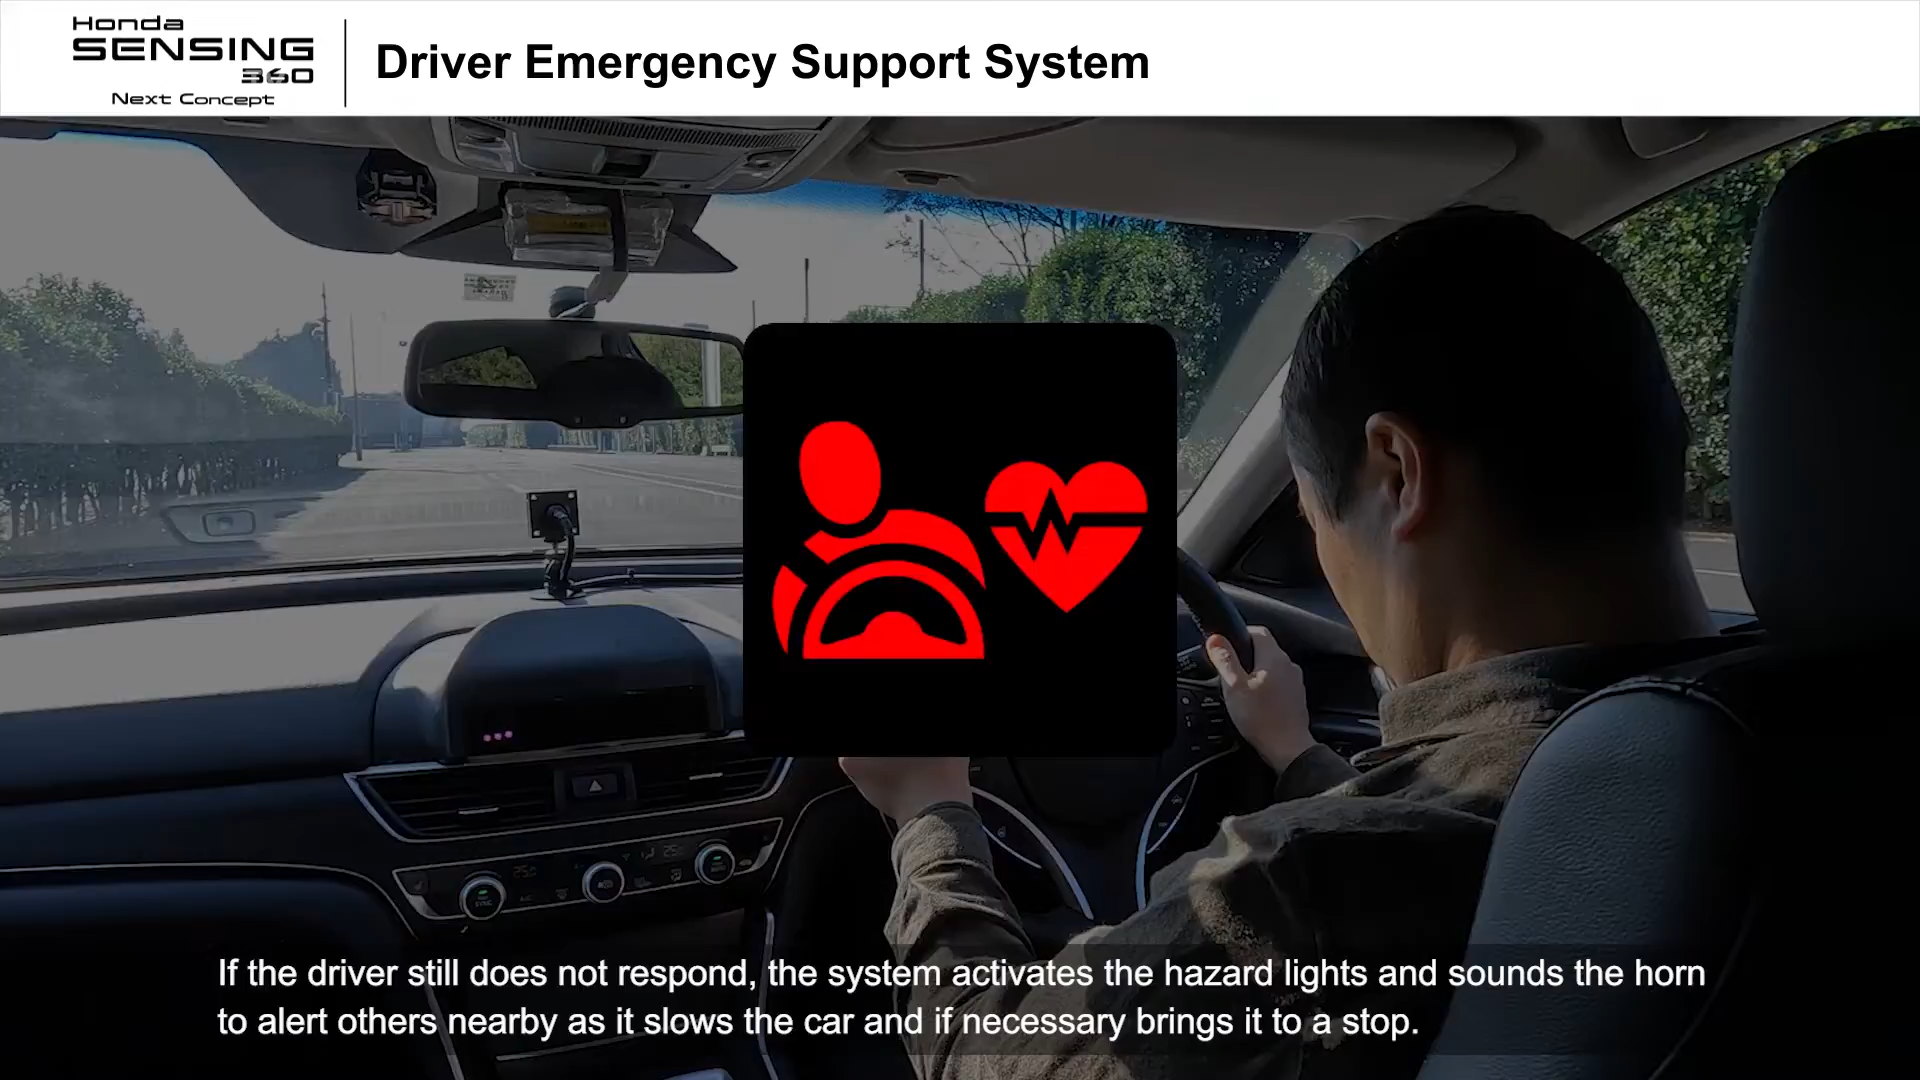 Honda
SENSING
360
Next Concept
Driver Emergency Support System
If the driver still does not respond, the system activates the hazard lights and sounds the horn
to alert others nearby as it slows the car and if necessary brings it to a stop.